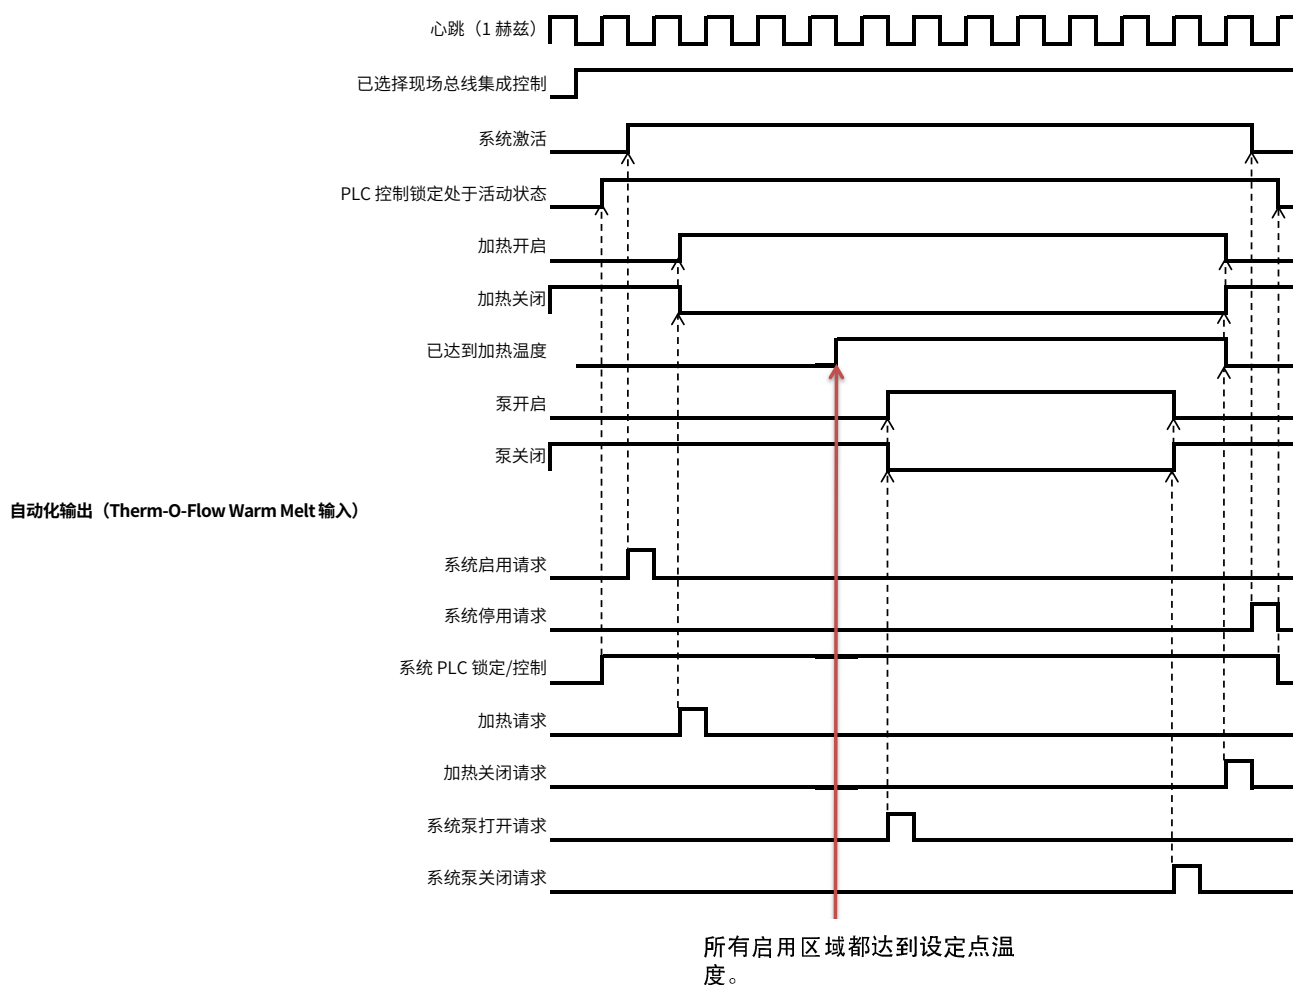 心跳（1 赫兹）
已选择现场总线集成控制
系统激活
PLC 控制锁定处于活动状态
加热开启
加热关闭
已达到加热温度
泵开启
泵关闭
自动化输出（Therm-O-Flow Warm Melt 输入）
系统启用请求
系统停用请求
系统 PLC 锁定/控制
加热请求
加热关闭请求
系统泵打开请求
系统泵关闭请求
所有启用区域都达到设定点温
度。